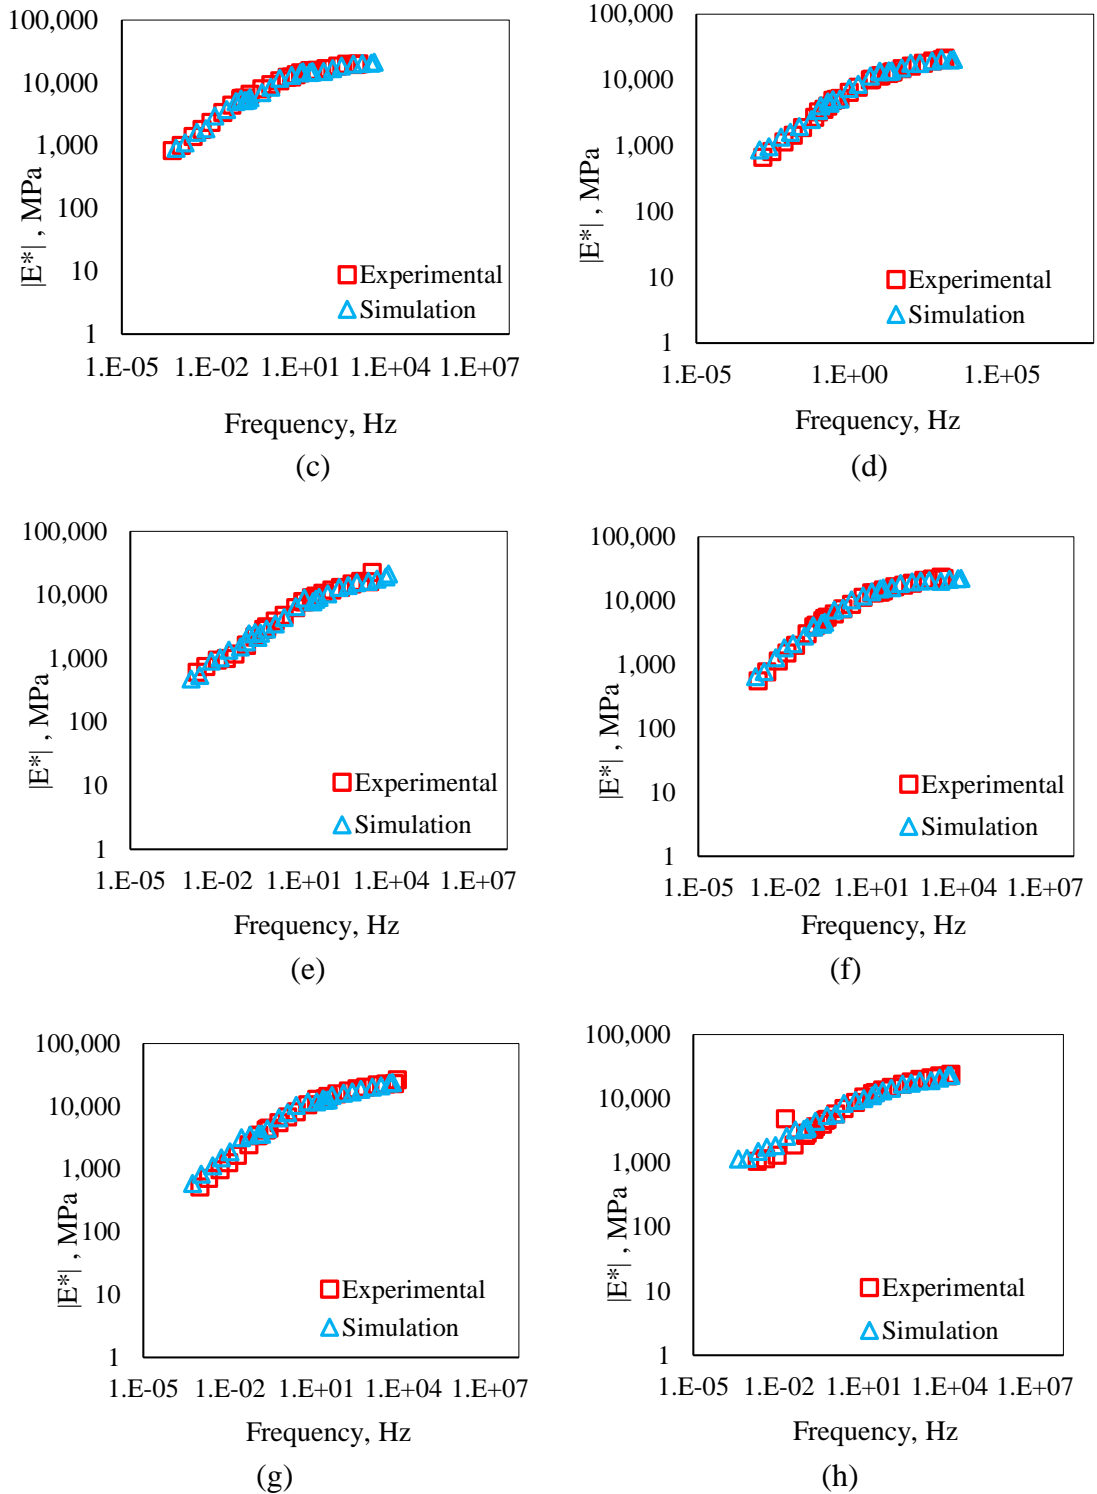 100,000
10,000
1,000
100
10
1
|E*| , MPa
Experimental
Simulation
1.E-05 1.E-02 1.E+01 1.E+04 1.E+07
Frequency, Hz
(c)
100,000
10,000
1,000
100
10
1
|E*| , MPa
Experimental
Simulation
1.E-05 1.E+00 1.E+05
Frequency, Hz
(d)
100,000
10,000
1,000
100
10
1
|E*| , MPa
Experimental
Simulation
1.E-05 1.E-02 1.E+01 1.E+04 1.E+07
Frequency, Hz
(e)
100,000
10,000
1,000
100
10
1
|E*| , MPa
Experimental
Simulation
1.E-05 1.E-02 1.E+01 1.E+04 1.E+07
Frequency, Hz
(f)
100,000
10,000
1,000
100
10
1
|E*| , MPa
Experimental
Simulation
1.E-05 1.E-02 1.E+01 1.E+04 1.E+07
Frequency, Hz
(g)
100,000
10,000
1,000
100
10
1
|E*| , MPa
Experimental
Simulation
1.E-05 1.E-02 1.E+01 1.E+04 1.E+07
Frequency, Hz
(h)